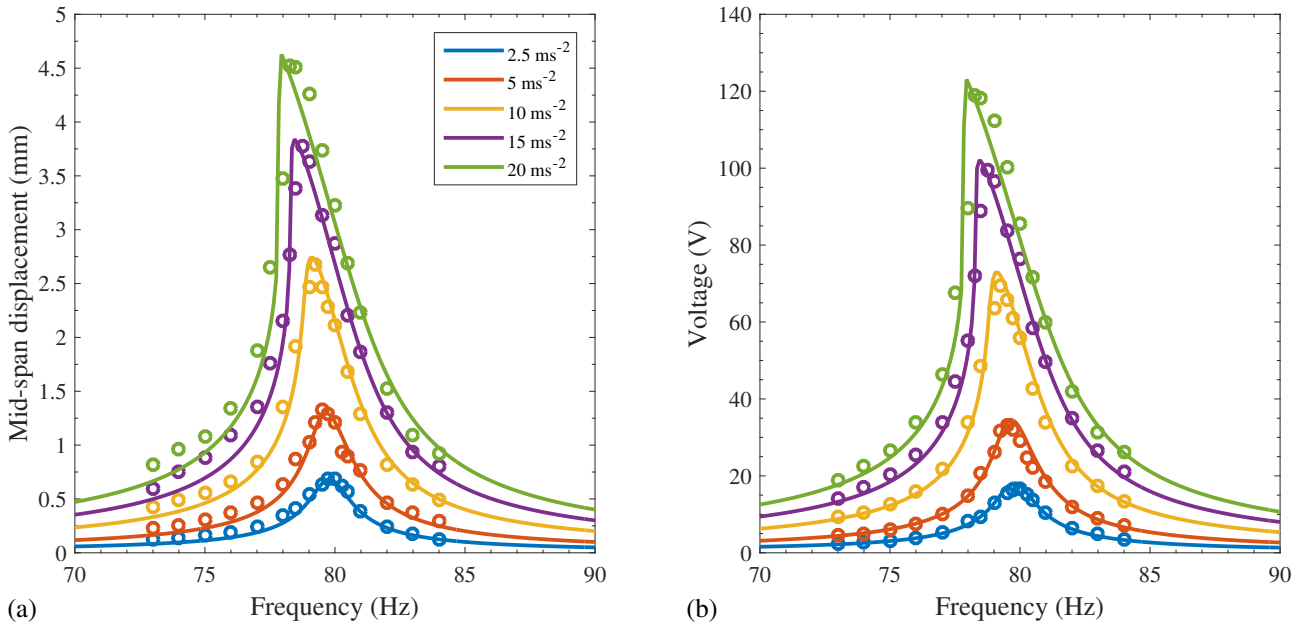 5
4.5
4
3.5
3
2.5
2
1.5
1
0.5
0
70
75
80
85
90
Mid-span displacement (mm)
Frequency (Hz)
2.5 ms-2
5 ms-2
10 ms-2
15 ms-2
20 ms-2
(a)
140
120
100
80
60
40
20
0
70
75
80
85
90
Voltage (V)
Frequency (Hz)
(b)